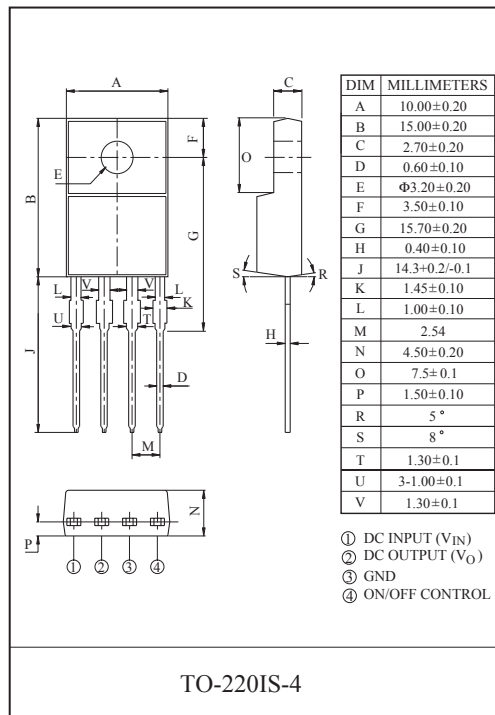 A
C
F
O
E
B
G
L
V
V
L
S
R
K
U
T
H
J
D
M
N
P
① ② ③ ④
DIM MILLIMETERS
A 10.00±0.20
B 15.00±0.20
C 2.70±0.20
D 0.60±0.10
E Φ3.20±0.20
F 3.50±0.10
G 15.70±0.20
H 0.40±0.10
J 14.3+0.2/-0.1
K 1.45±0.10
L 1.00±0.10
M 2.54
N 4.50±0.20
O 7.5±0.1
P 1.50±0.10
R 5°
S 8°
T 1.30±0.1
U 3-1.00±0.1
V 1.30±0.1
① DC INPUT (VIN)
② DC OUTPUT (VO)
③ GND
④ ON/OFF CONTROL
TO-220IS-4